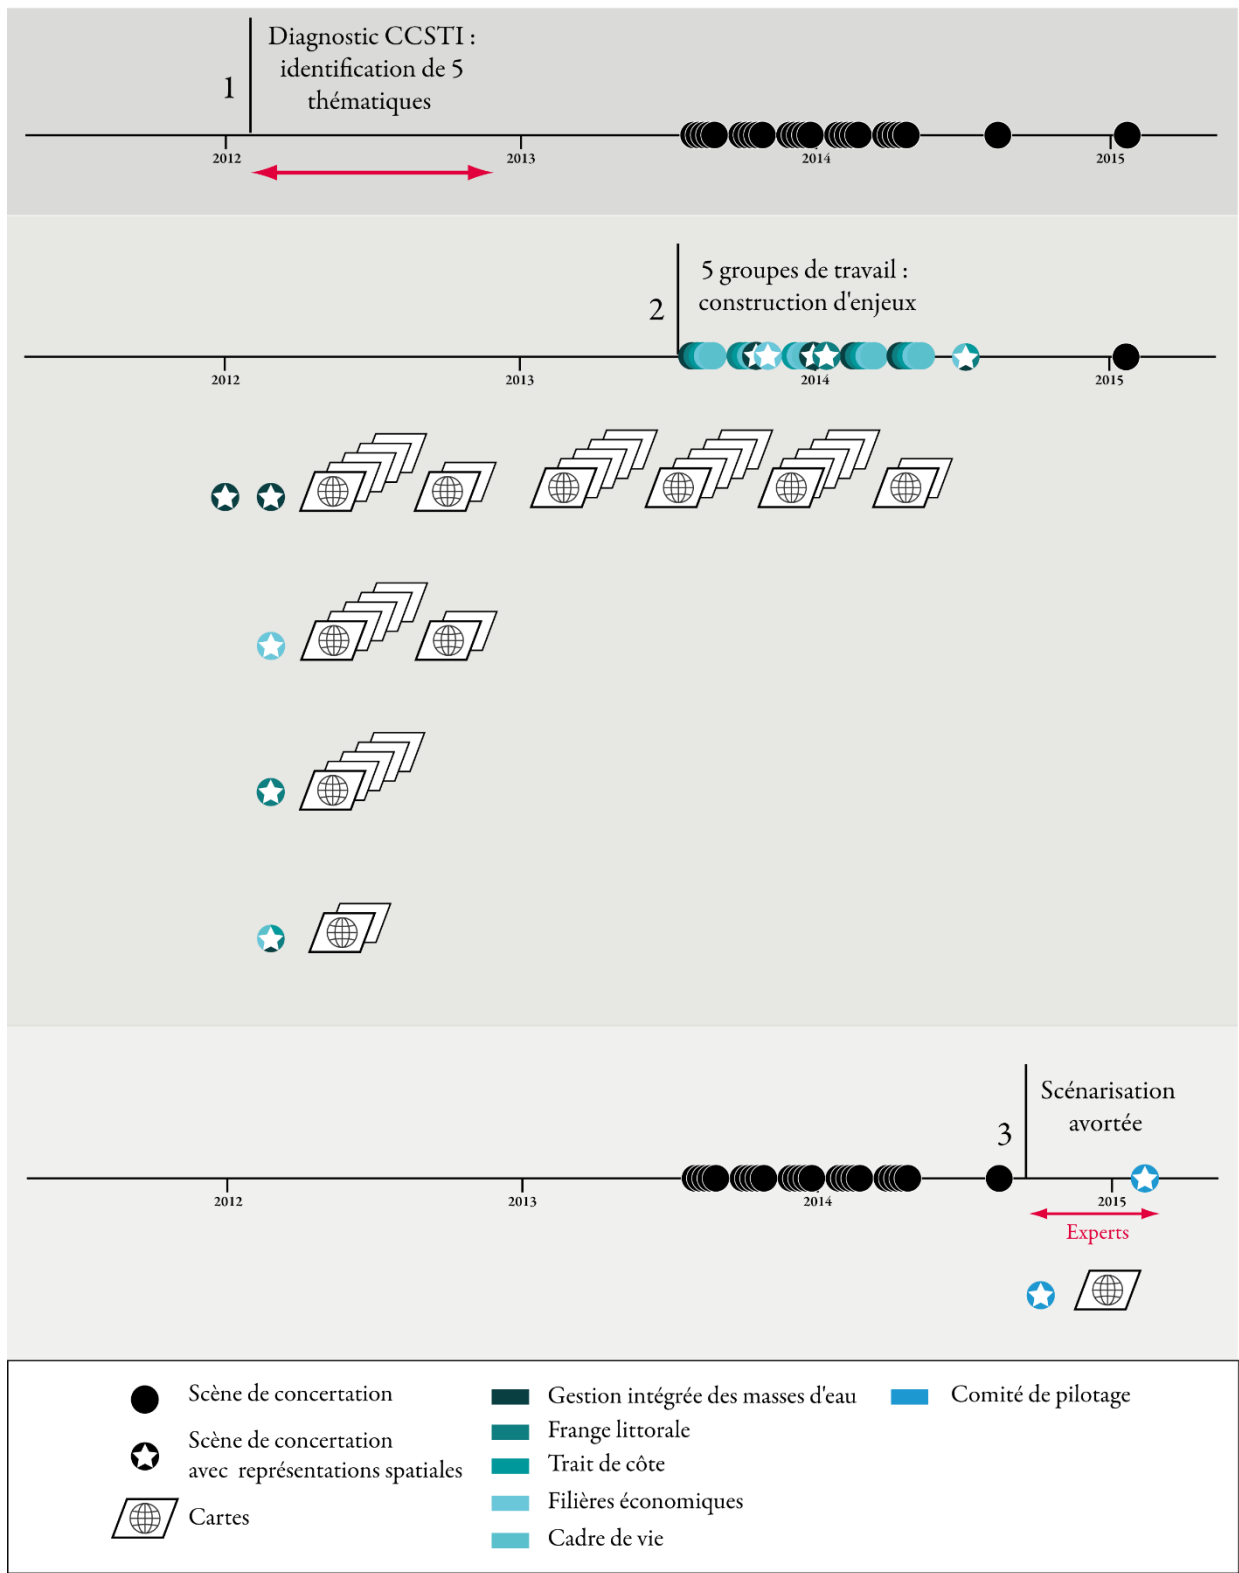 Diagnostic CCSTI :
identification de 5
thématiques
1
2012
2013
2014
2015
5 groupes de travail :
construction d'enjeux
2
2012
2013
2014
2015
Scénarisation
avortée
3
2012
2013
2014
2015
Experts
Scène de concertation
Scène de concertation
avec représentations spatiales
Cartes
Gestion intégrée des masses d'eau
Frange littorale
Trait de côte
Filières économiques
Cadre de vie
Comité de pilotage